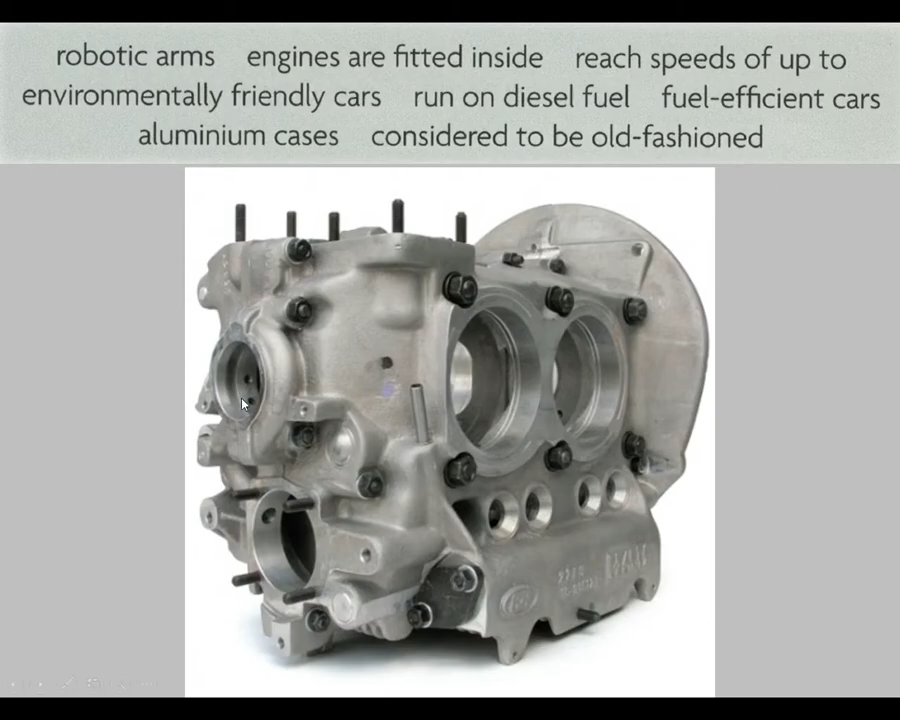 robotic arms engines are fitted inside reach speeds of up to
environmentally friendly cars run on diesel fuel fuel-efficient cars
aluminium cases considered to be old-fashioned